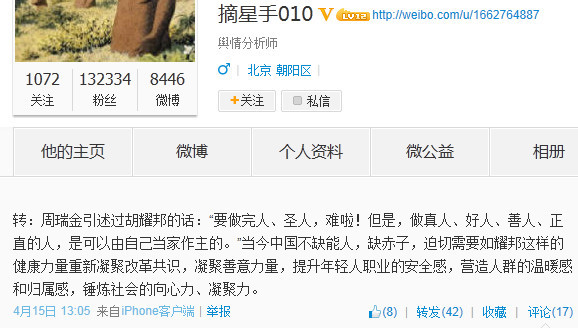 摘星手010 V LV12 http://weibo.com/u/1662764887
舆情分析师
♂ | 北京 朝阳区 |
1072 132334 8446
关注 粉丝 微博
+关注 私信
他的主页 微博 个人资料 微公益 相册
转：周瑞金引述过胡耀邦的话：“要做完人、圣人，难啦！但是，做真人、好人、善人、正
直的人，是可以由自己当家作主的。”当今中国不缺能人，缺赤子，迫切需要如耀邦这样的
健康力量重新凝聚改革共识，凝聚善意力量，提升年轻人职业的安全感，营造人群的温暖感
和归属感，锤炼社会的向心力、凝聚力。
4月15日 13:05 来自iPhone客户端 | 举报 (8) | 转发(42) | 收藏 | 评论(17)